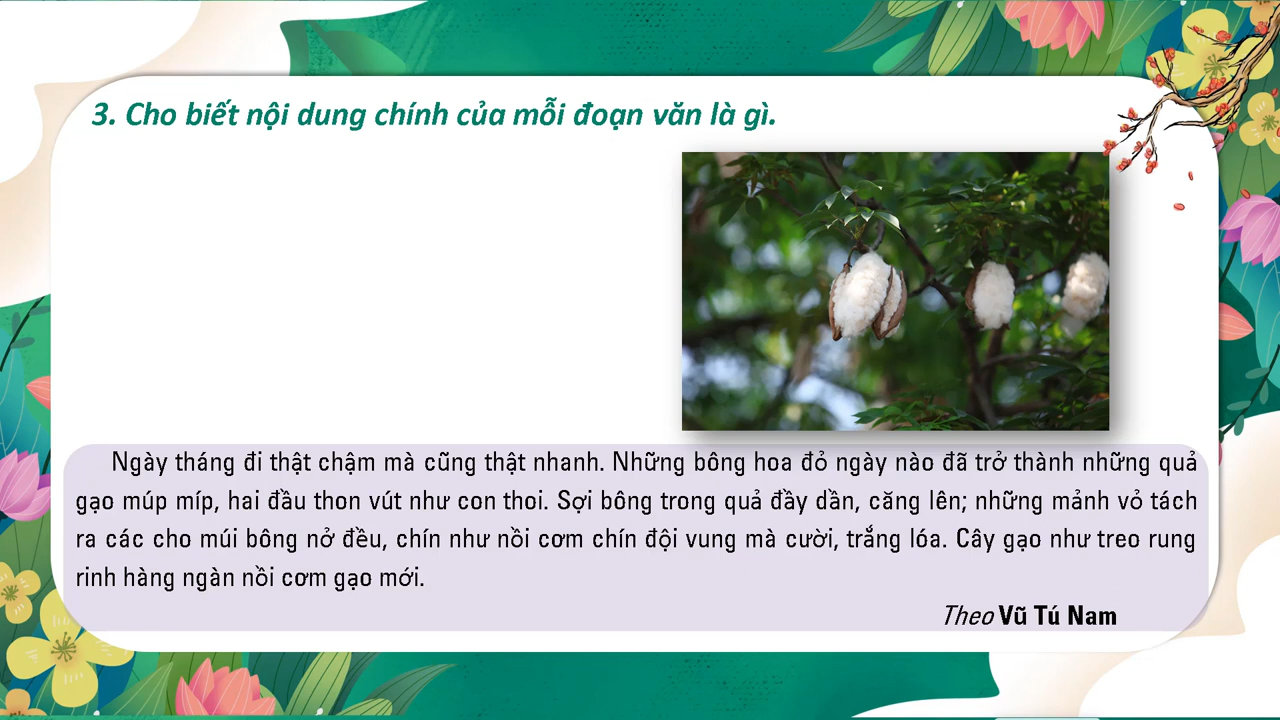 3. Cho biết nội dung chính của mỗi đoạn văn là gì.
Ngày tháng đi thật chậm mà cũng thật nhanh. Những bông hoa đỏ ngày nào đã trở thành những quả
gạo múp míp, hai đầu thon vút như con thoi. Sợi bông trong quả đầy dần, căng lên; những mảnh vỏ tách
ra các cho múi bông nở đều, chín như nồi cơm chín đội vung mà cười, trắng lóa. Cây gạo như treo rung
rinh hàng ngàn nồi cơm gạo mới.
Theo Vũ Tú Nam